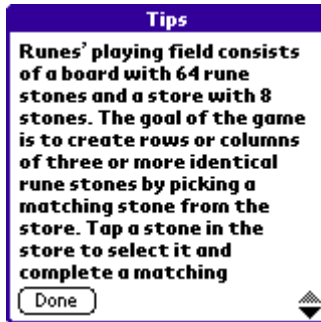 Tips
Runes' playing field consists
of a board with 64 rune
stones and a store with 8
stones. The goal of the game
is to create rows or columns
of three or more identical
rune stones by picking a
matching stone from the
store. Tap a stone in the
store to select it and
complete a matching
Done